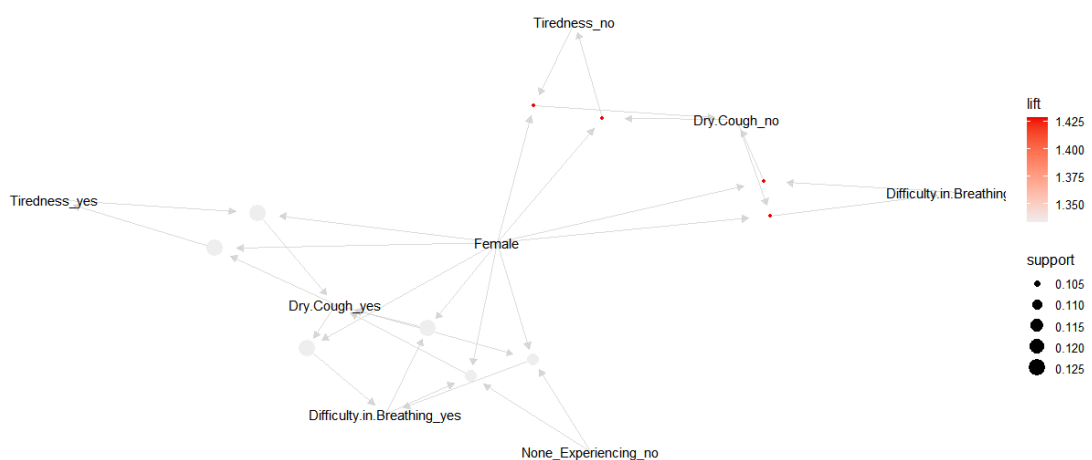 Tiredness_no
lift
1.425
Dry.Cough_no
1.400
1.375
Difficulty.in.Breathing
Tiredness_yes
1.350
Female
support
0.105
Dry.Cough_yes
0.110
0.115
0.120
0.125
Difficulty.in.Breathing_yes
None_Experiencing_no